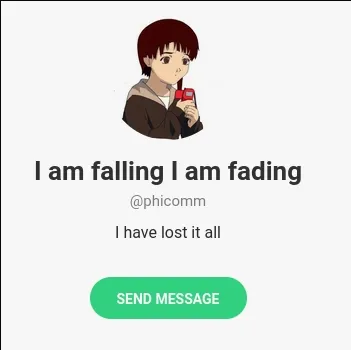 I am falling I am fading
@phicomm
I have lost it all
SEND MESSAGE